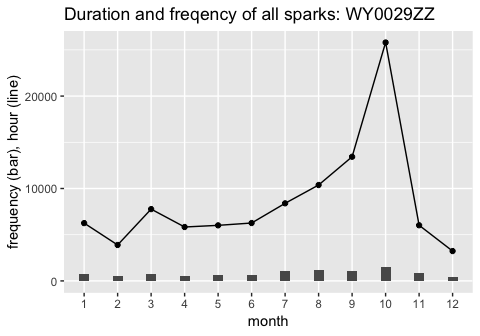 Duration and freqency of all sparks: WY0029ZZ
frequency (bar), hour (line)
20000
10000
0
1 2 3 4 5 6 7 8 9 10 11 12
month